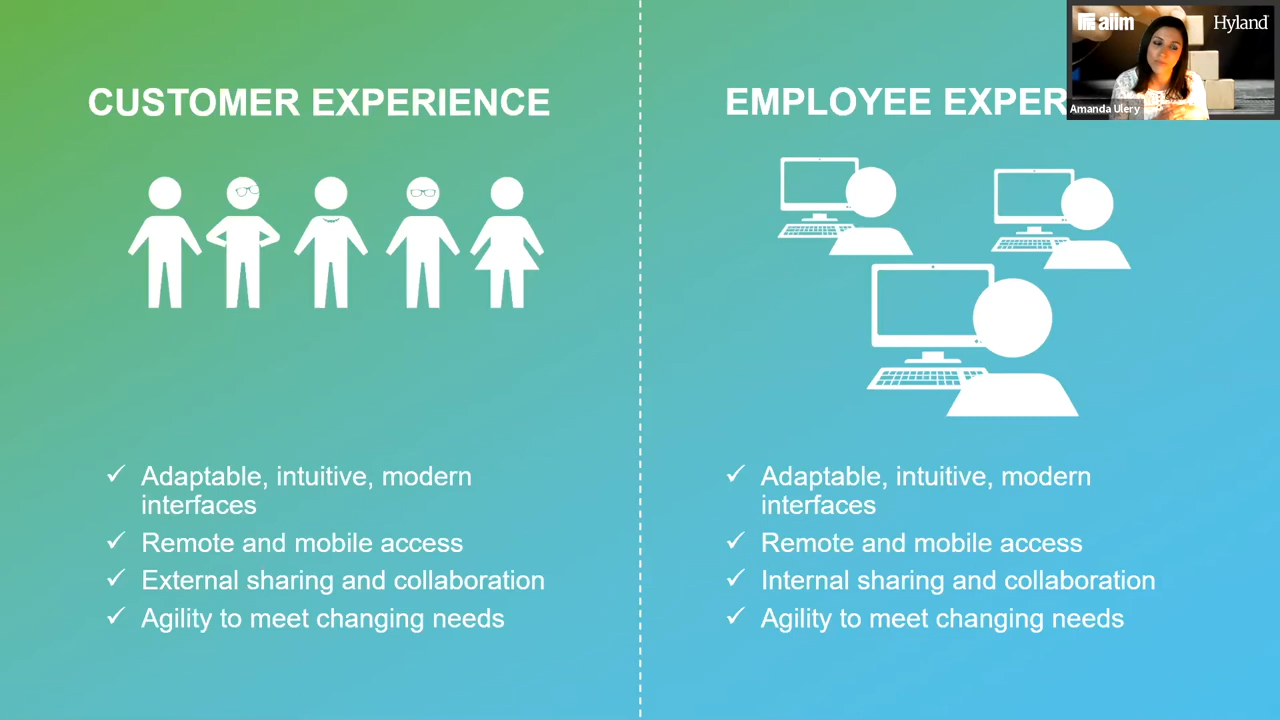 CUSTOMER EXPERIENCE
Adaptable, intuitive, modern
interfaces
Remote and mobile access
External sharing and collaboration
Agility to meet changing needs
EMPLOYEE EXPER
aiim
Hyland
Amanda Ulery
Adaptable, intuitive, modern
interfaces
Remote and mobile access
Internal sharing and collaboration
Agility to meet changing needs